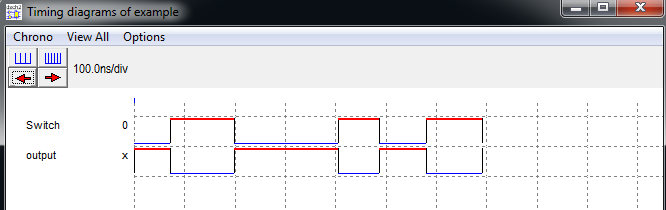 Timing diagrams of example
Chrono View All Options
100.0ns/div
Switch 0
output x